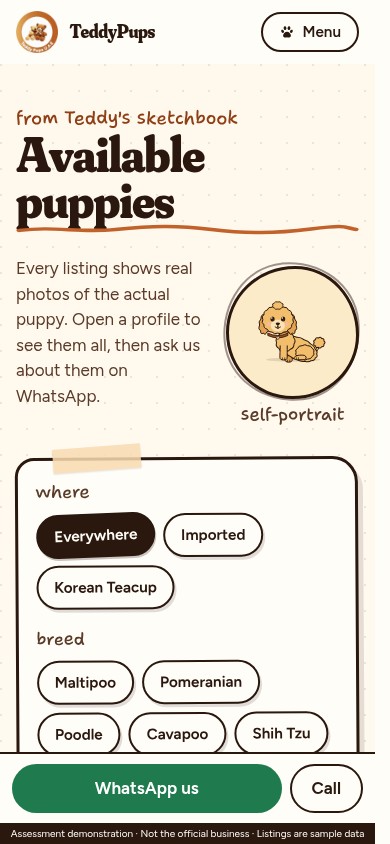 TeddyPups
Menu
from Teddy's sketchbook
Available
puppies
Every listing shows real
photos of the actual
puppy. Open a profile to
see them all, then ask us
about them on
WhatsApp.
self-portrait
where
Everywhere
Imported
Korean Teacup
breed
Maltipoo
Pomeranian
Poodle
Cavapoo
Shih Tzu
WhatsApp us
Call
Assessment demonstration · Not the official business · Listings are sample data